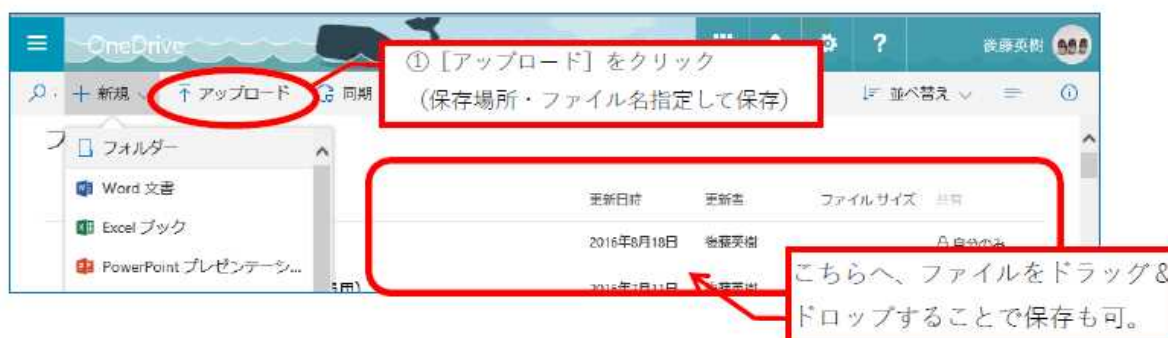 OneDrive
?
後藤英樹
① [アップロード] をクリック
(保存場所・ファイル名指定して保存)
+ 新規
アップロード
同期
並べ替え
フォルダー
Word 文書
Excel ブック
PowerPoint プレゼンテーシ...
更新日時
更新者
ファイル サイズ
共有
2016年8月18日
後藤英樹
自分のみ
こちらへ、ファイルをドラッグ&
ドロップすることで保存も可。